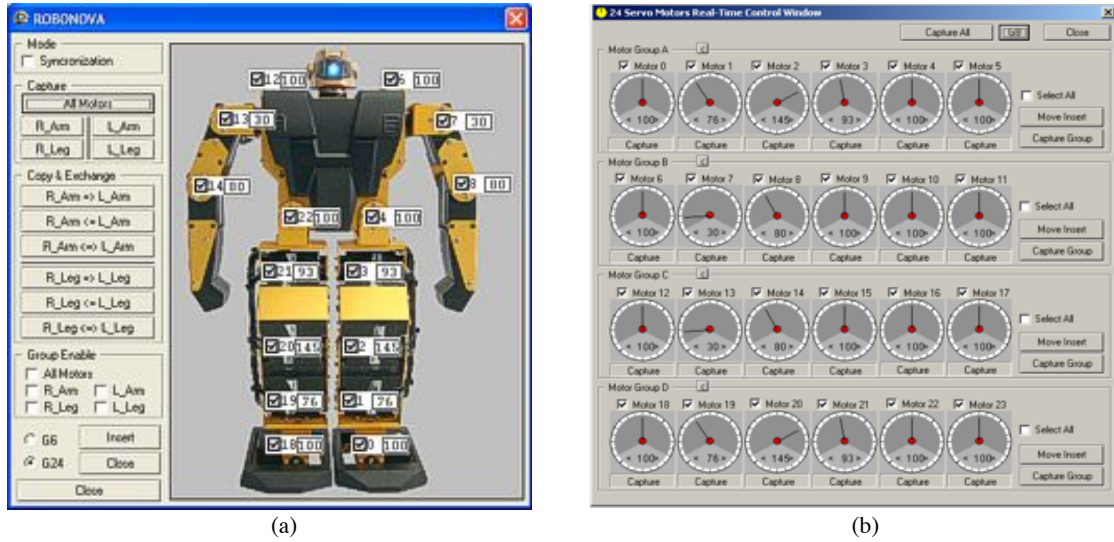 ROBONOVA
Mode
Syncronization
Capture
All Motors
R_Arm
L_Arm
R_Leg
L_Leg
Copy & Exchange
R_Arm => L_Arm
R_Arm <= L_Arm
R_Arm <=> L_Arm
R_Leg => L_Leg
R_Leg <= L_Leg
R_Leg <=> L_Leg
Group Enable
All Motors
R_Arm L_Arm
R_Leg L_Leg
G6
Insert
G24
Close
Close
12 100
6 100
13 30
7 30
14 80
8 80
22 100
4 100
21 93
3 93
20 145
2 145
19 76
1 76
18 100
0 100
(a)
24 Servo Motors Real-Time Control Window
Capture All
G8
Close
Motor Group A <
Motor 0 Motor 1 Motor 2 Motor 3 Motor 4 Motor 5
< 100 > < 76 > < 145 > < 93 > < 100 > < 100 >
Capture Capture Capture Capture Capture Capture
Select All
Move Insert
Capture Group
Motor Group B <
Motor 6 Motor 7 Motor 8 Motor 9 Motor 10 Motor 11
< 100 > < 30 > < 80 > < 100 > < 100 > < 100 >
Capture Capture Capture Capture Capture Capture
Select All
Move Insert
Capture Group
Motor Group C <
Motor 12 Motor 13 Motor 14 Motor 15 Motor 16 Motor 17
< 100 > < 30 > < 80 > < 100 > < 100 > < 100 >
Capture Capture Capture Capture Capture Capture
Select All
Move Insert
Capture Group
Motor Group D <
Motor 18 Motor 19 Motor 20 Motor 21 Motor 22 Motor 23
< 100 > < 76 > < 145 > < 93 > < 100 > < 100 >
Capture Capture Capture Capture Capture Capture
Select All
Move Insert
Capture Group
(b)